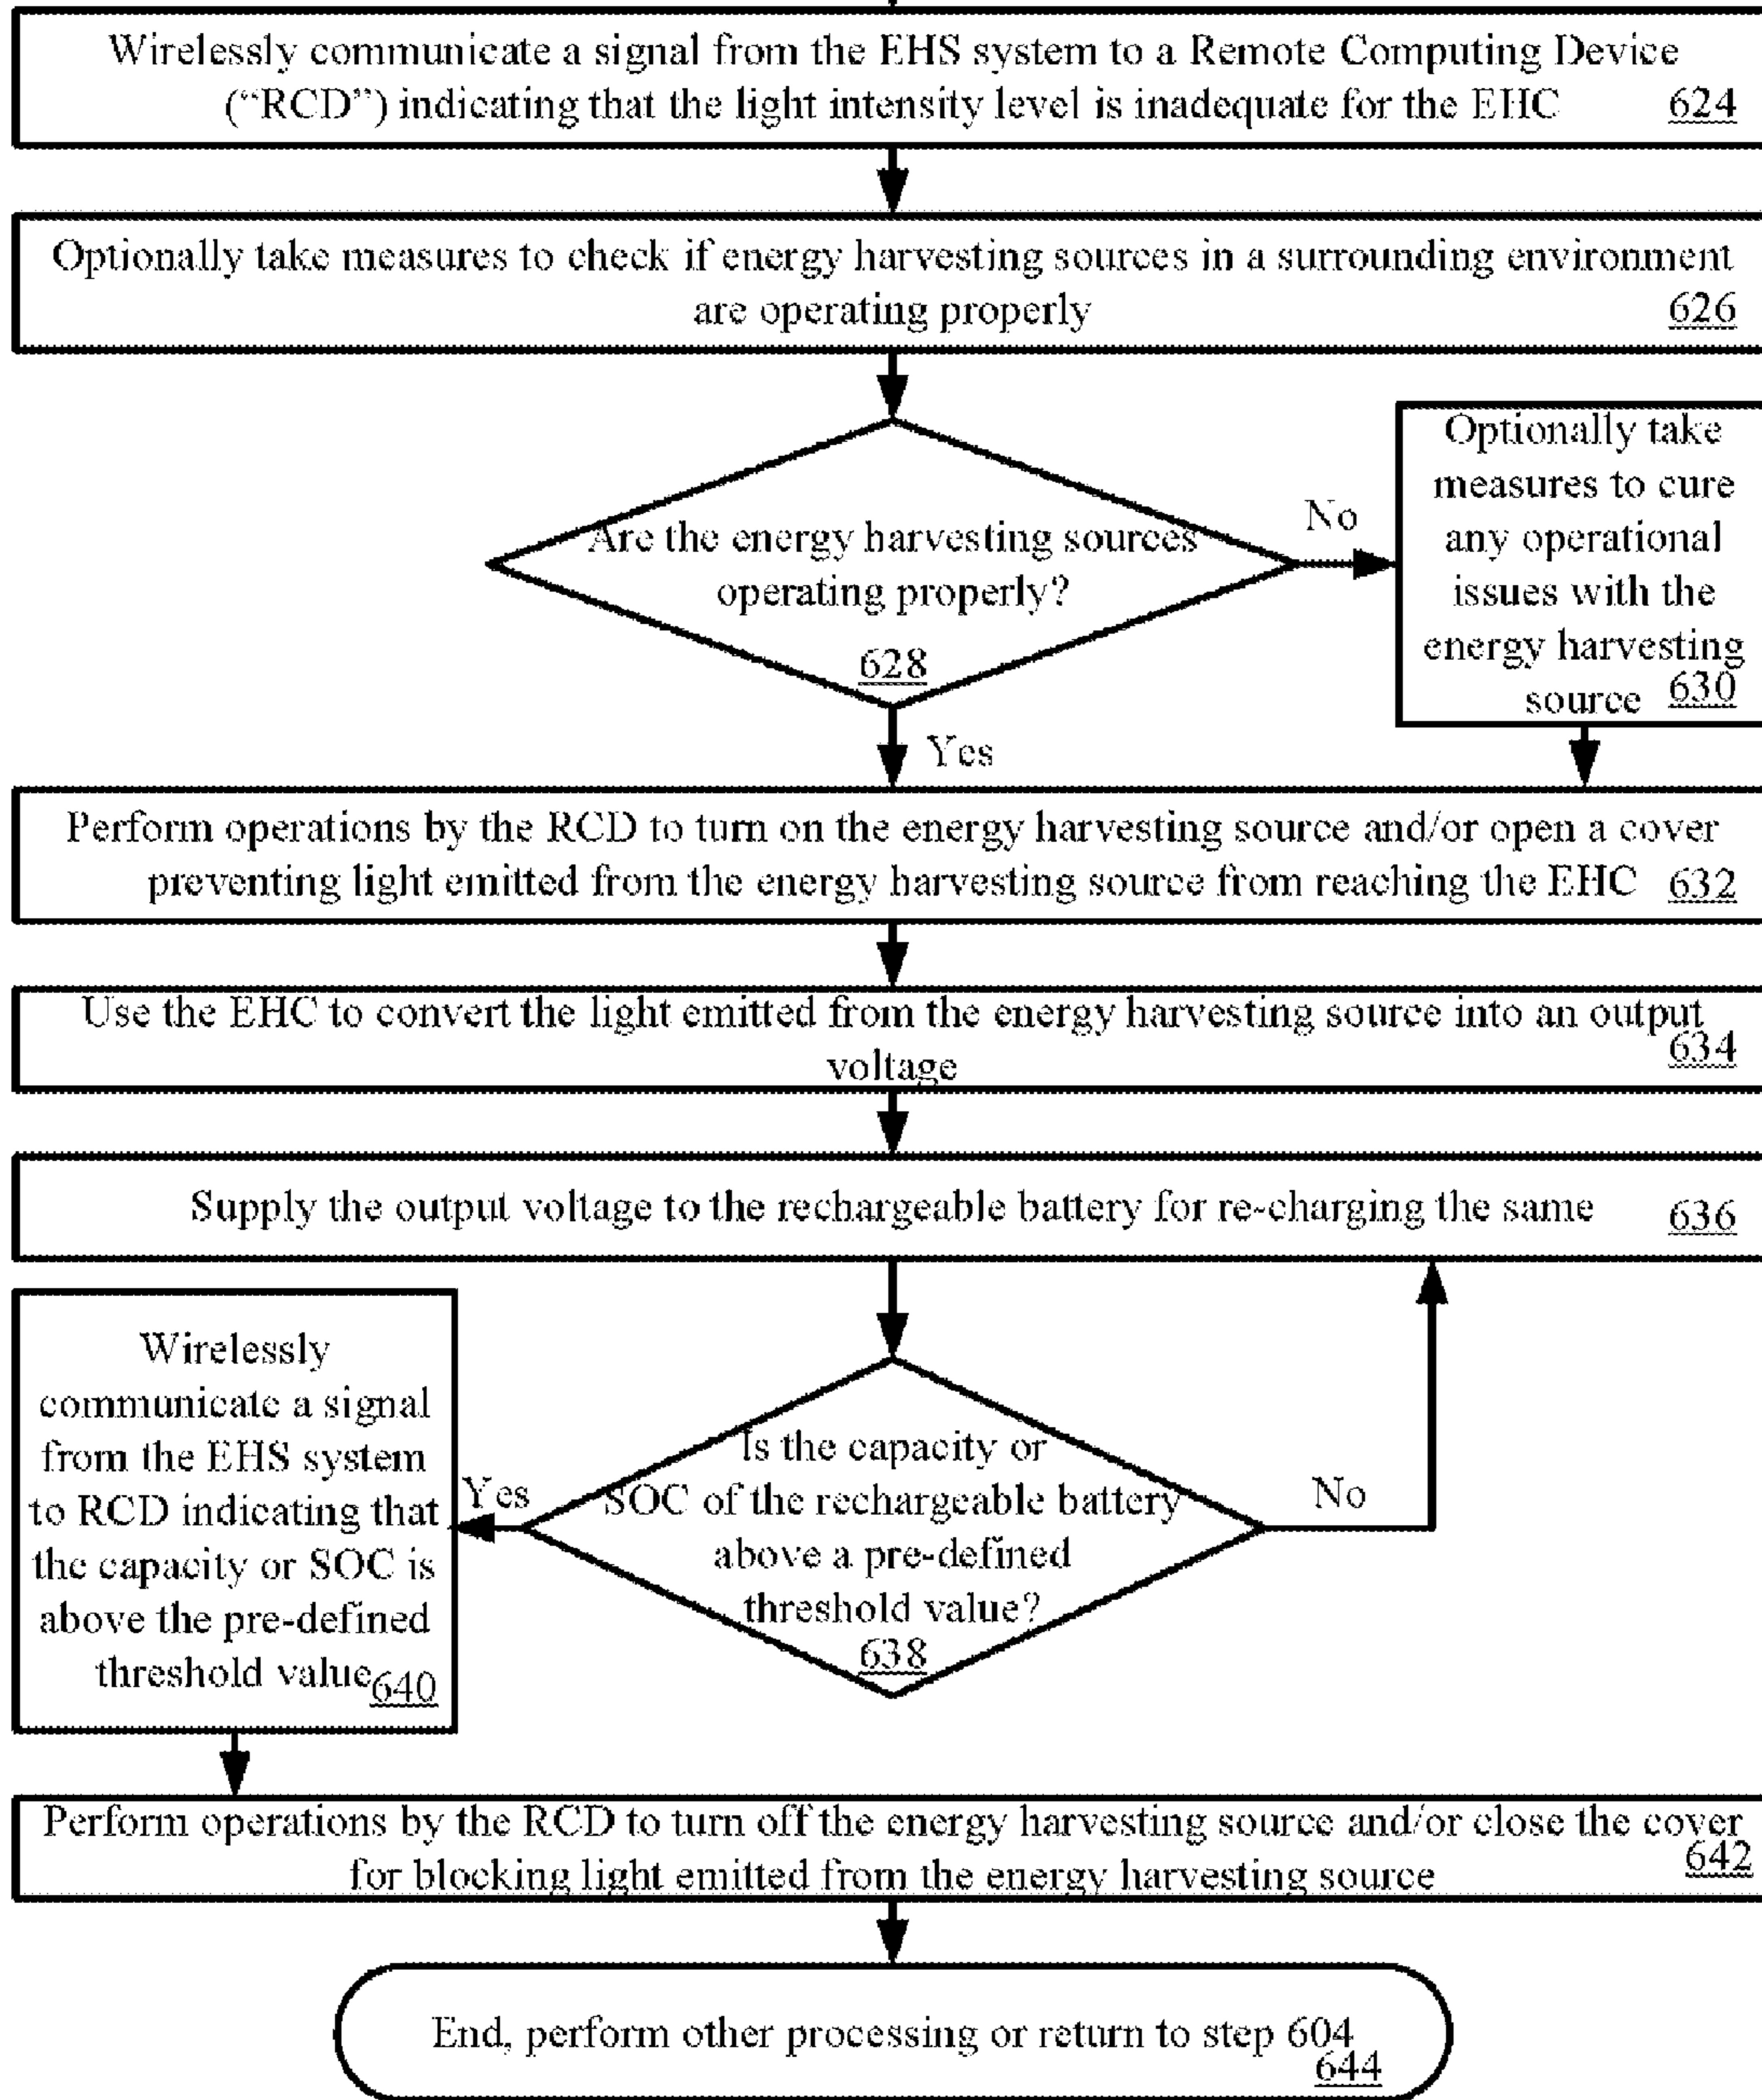 Wirelessly communicate a signal from the EHS system to a Remote Computing Device
(“RCD”) indicating that the light intensity level is inadequate for the EHC 624
Optionally take measures to check if energy harvesting sources in a surrounding environment
are operating properly 626
Are the energy harvesting sources
operating properly?
628
No
Optionally take
measures to cure
any operational
issues with the
energy harvesting
source 630
Yes
Perform operations by the RCD to turn on the energy harvesting source and/or open a cover
preventing light emitted from the energy harvesting source from reaching the EHC 632
Use the EHC to convert the light emitted from the energy harvesting source into an output
voltage 634
Supply the output voltage to the rechargeable battery for re-charging the same 636
Is the capacity or
SOC of the rechargeable battery
above a pre-defined
threshold value?
638
No
Yes
Wirelessly
communicate a signal
from the EHS system
to RCD indicating that
the capacity or SOC is
above the pre-defined
threshold value 640
Perform operations by the RCD to turn off the energy harvesting source and/or close the cover
for blocking light emitted from the energy harvesting source 642
End, perform other processing or return to step 604
644